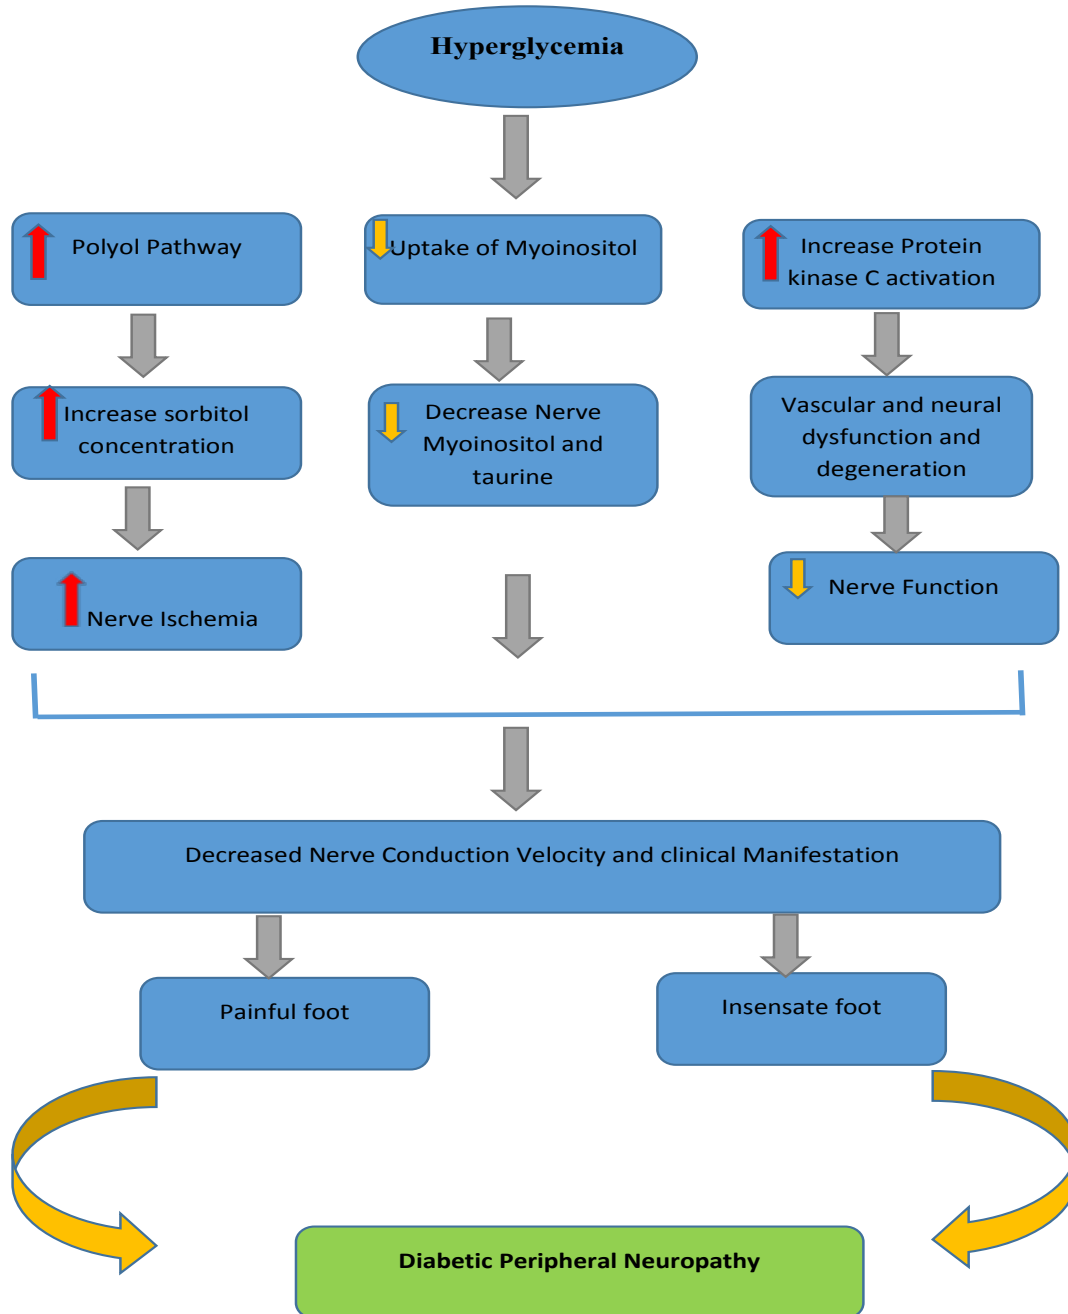 Hyperglycemia
Polyol Pathway
Uptake of Myoinositol
Increase Protein
kinase C activation
Increase sorbitol
concentration
Decrease Nerve
Myoinositol and
taurine
Vascular and neural
dysfunction and
degeneration
Nerve Ischemia
Nerve Function
Decreased Nerve Conduction Velocity and clinical Manifestation
Painful foot
Insensate foot
Diabetic Peripheral Neuropathy